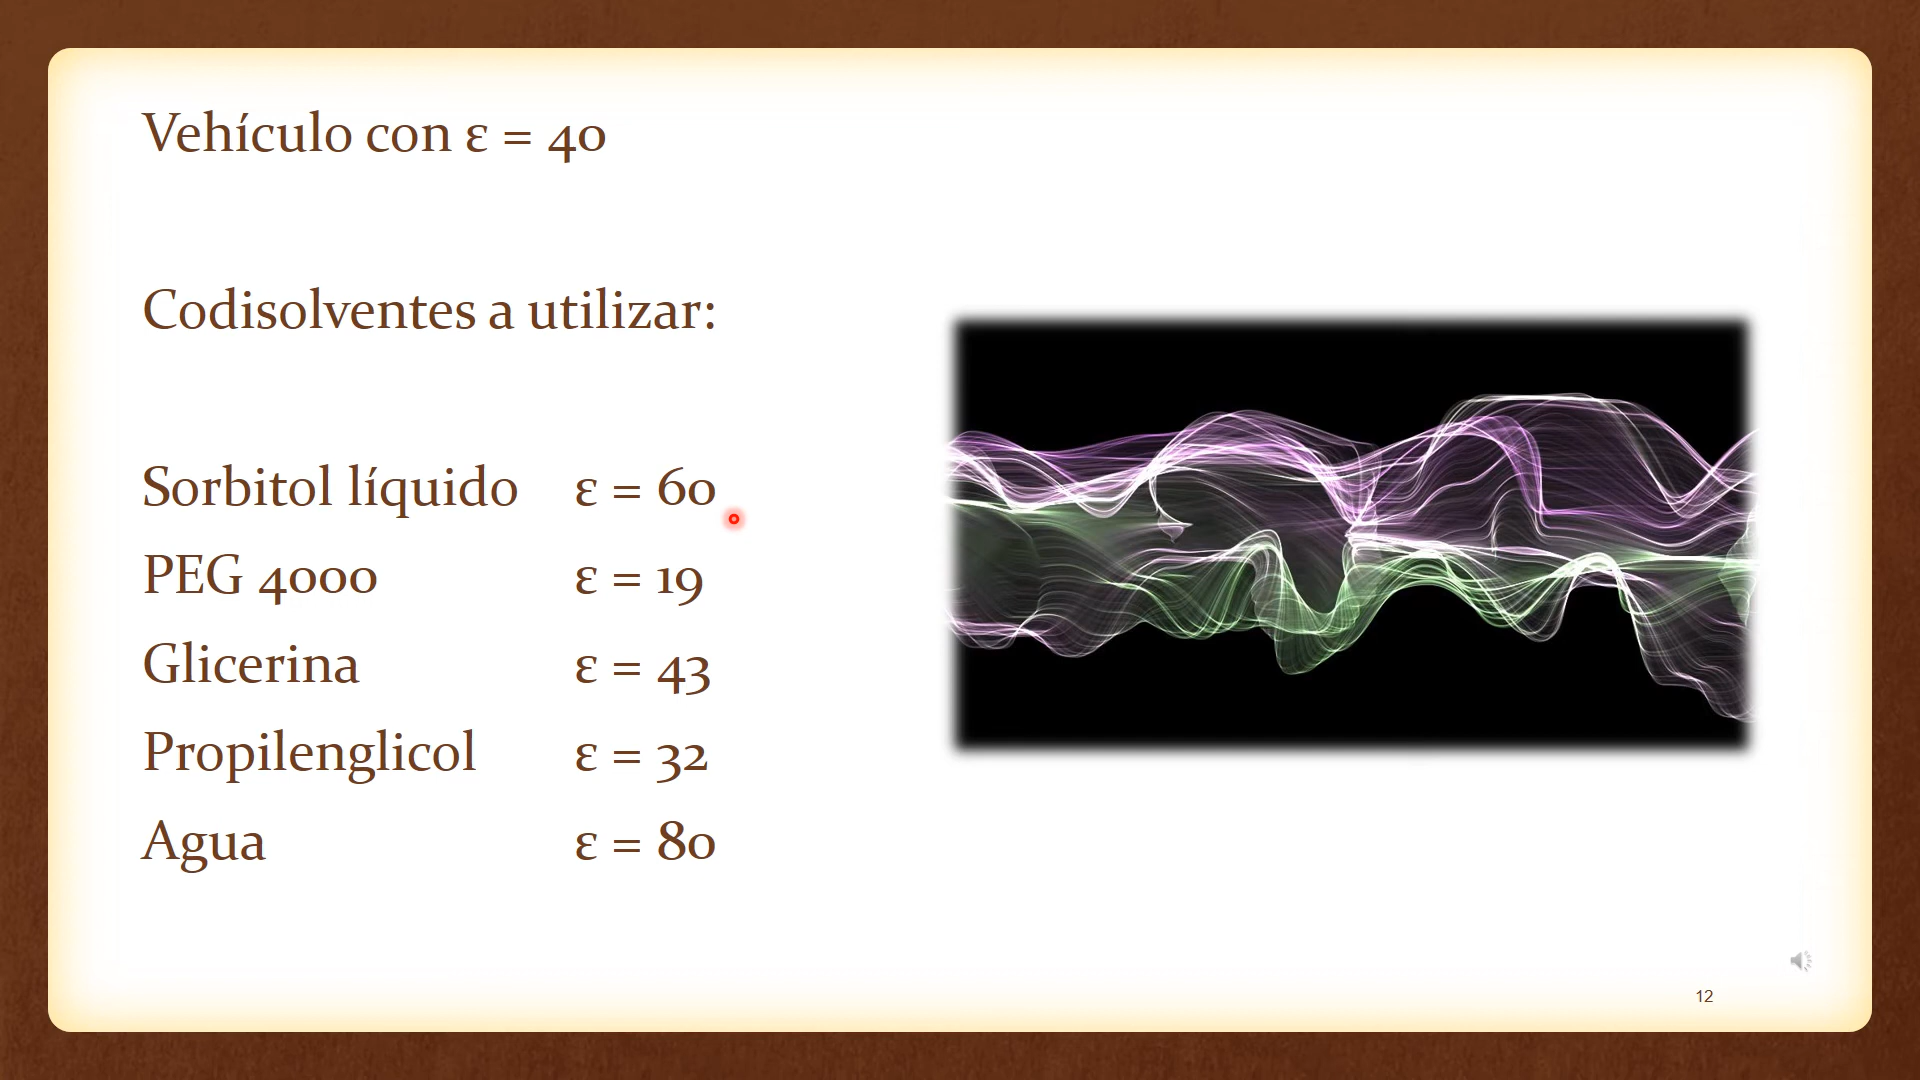 Vehículo con ε = 40
Codisolventes a utilizar:
Sorbitol líquido ε = 60
PEG 4000 ε = 19
Glicerina ε = 43
Propilenglicol ε = 32
Agua ε = 80
12